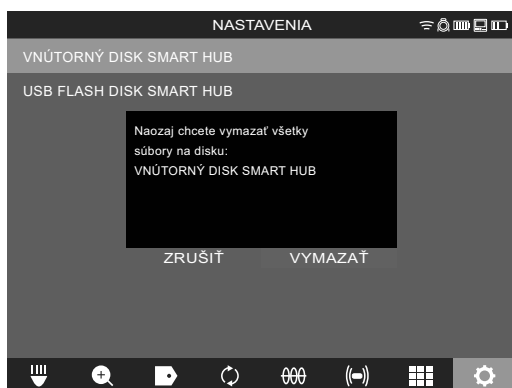 NASTAVENIA
VNÚTORNÝ DISK SMART HUB
USB FLASH DISK SMART HUB
Naozaj chcete vymazať všetky
súbory na disku:
VNÚTORNÝ DISK SMART HUB
ZRUŠIŤ VYMAZAŤ